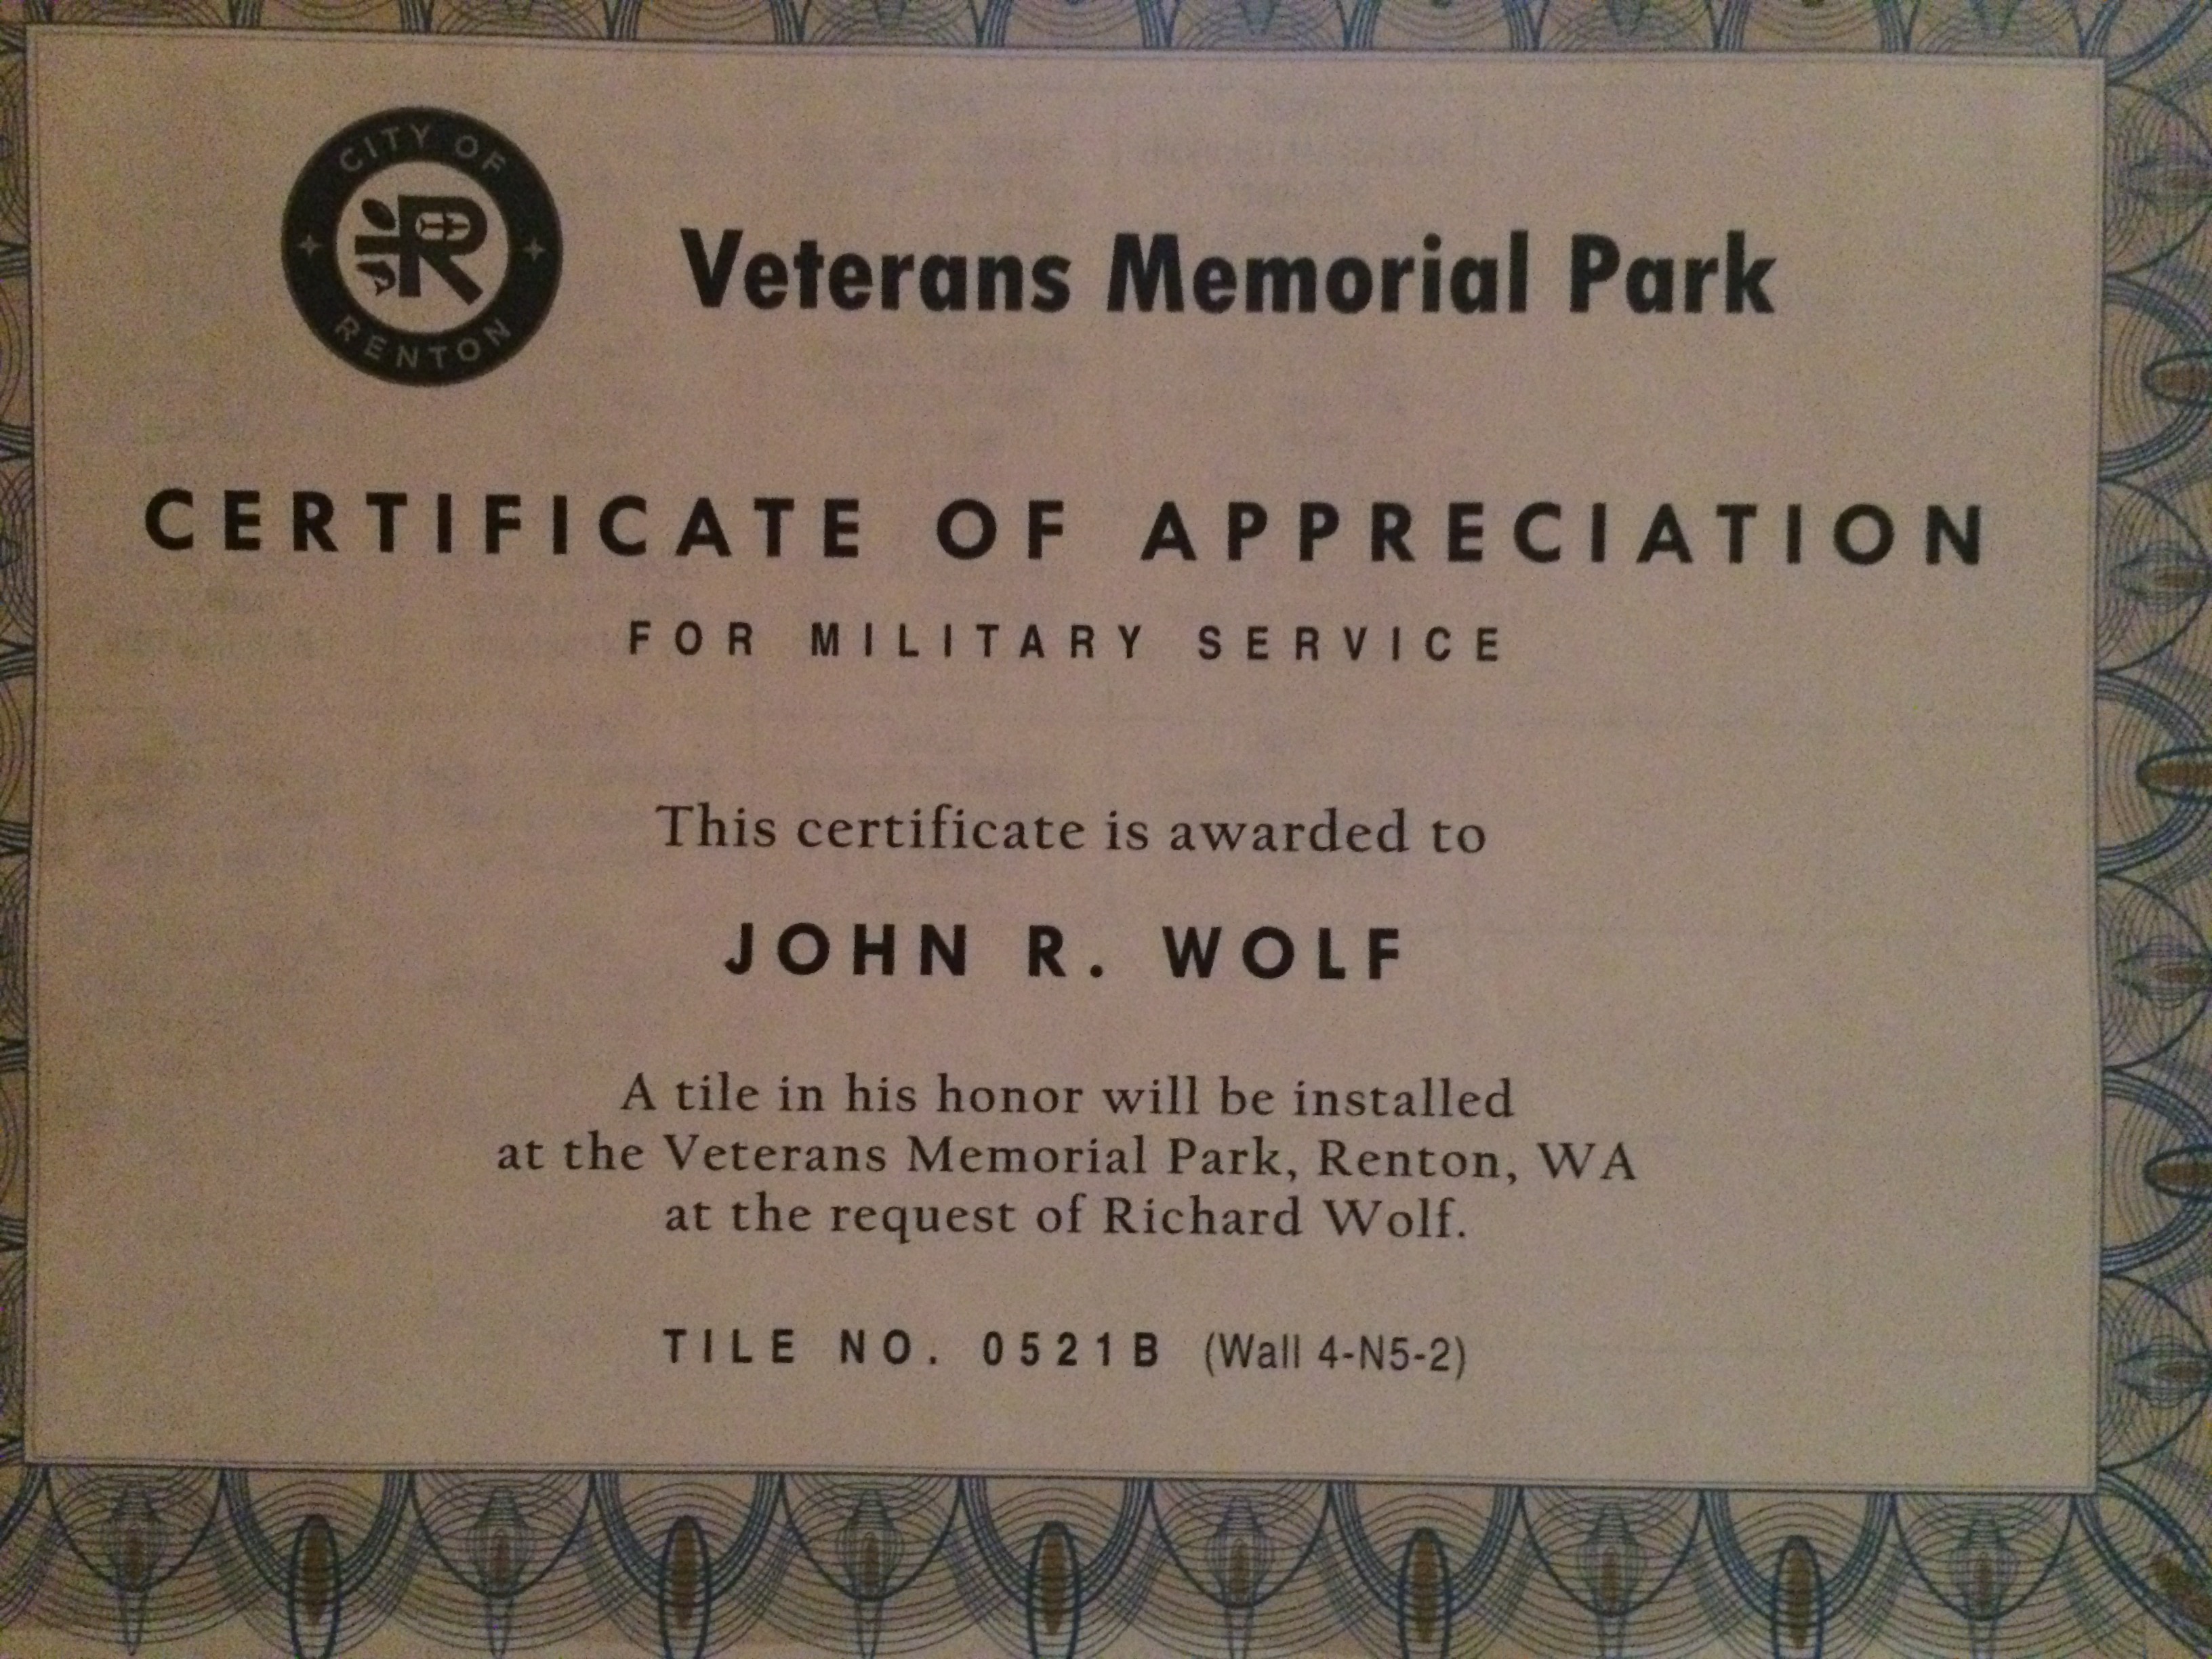 CITY OF
RENTON
Veterans Memorial Park
CERTIFICATE OF APPRECIATION
FOR MILITARY SERVICE
This certificate is awarded to
JOHN R. WOLF
A tile in his honor will be installed
at the Veterans Memorial Park, Renton, WA
at the request of Richard Wolf.
TILE NO. 0521B (Wall 4-N5-2)